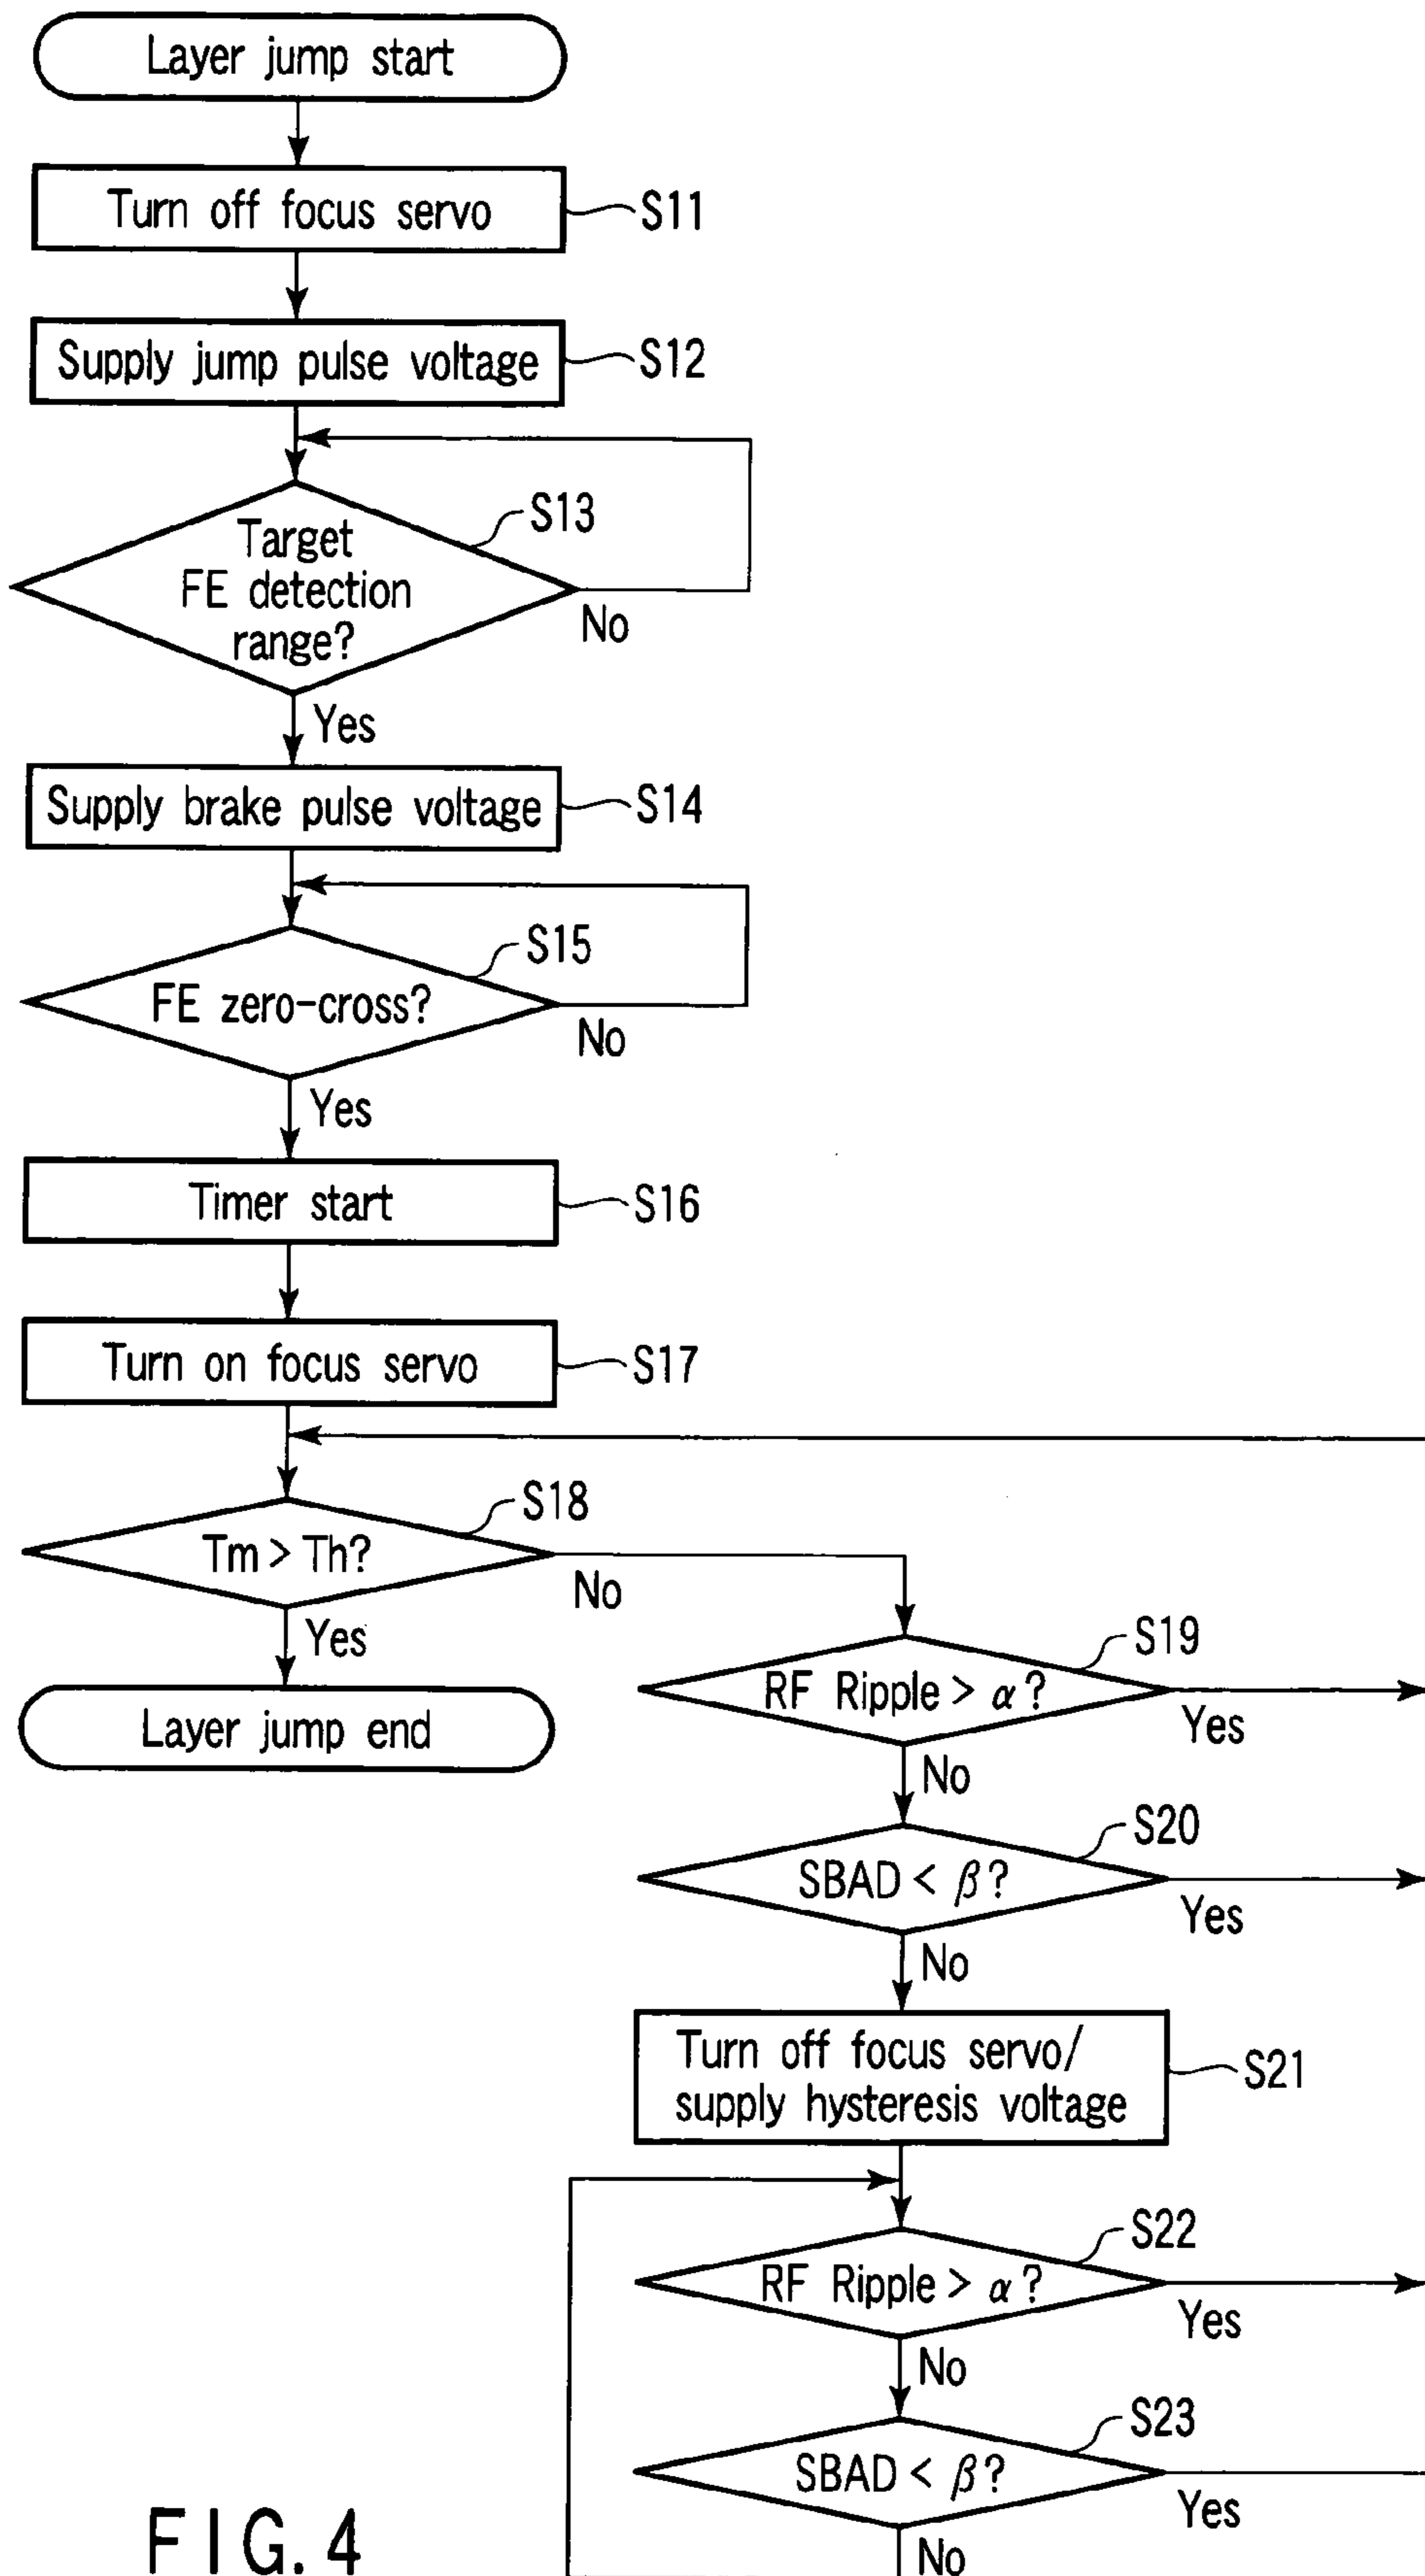 Layer jump start
Turn off focus servo
S11
Supply jump pulse voltage
S12
S13
Target
FE detection
range?
No
Yes
Supply brake pulse voltage
S14
S15
FE zero-cross?
No
Yes
Timer start
S16
Turn on focus servo
S17
S18
Tm > Th?
No
Yes
Layer jump end
S19
RF Ripple > α?
Yes
No
S20
SBAD < β?
Yes
No
Turn off focus servo/
supply hysteresis voltage
S21
S22
RF Ripple > α?
Yes
No
S23
SBAD < β?
Yes
No
FIG. 4